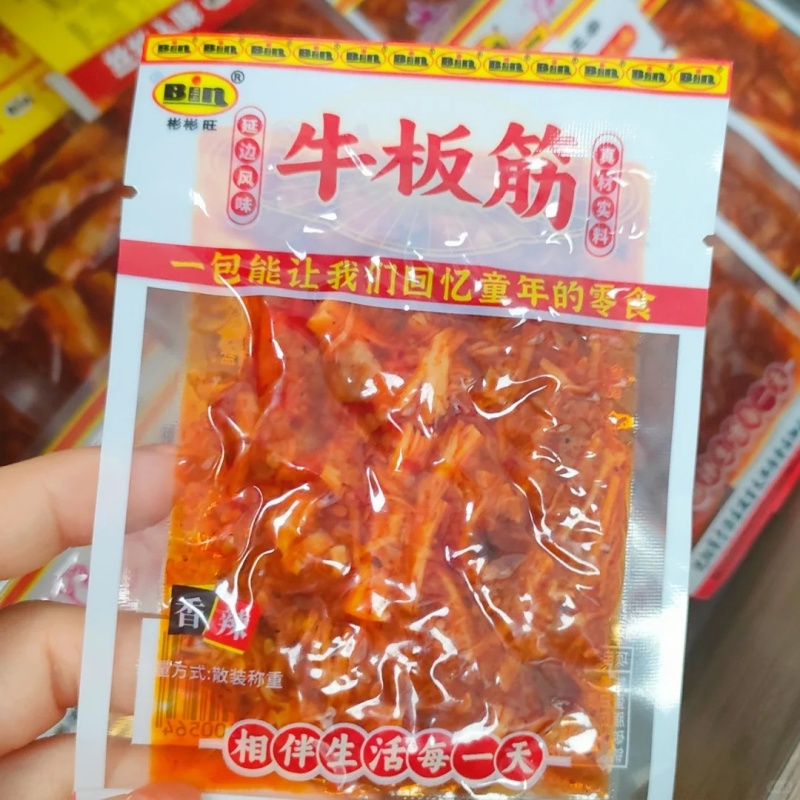 Bin Bin Bin Bin Bin Bin Bin Bin Bin Bin Bin Bin
Bin®
彬彬旺
延边风味
牛板筋
真材实料
一包能让我们回忆童年的零食
香辣
方式:散装称重
00564
相伴生活每一天